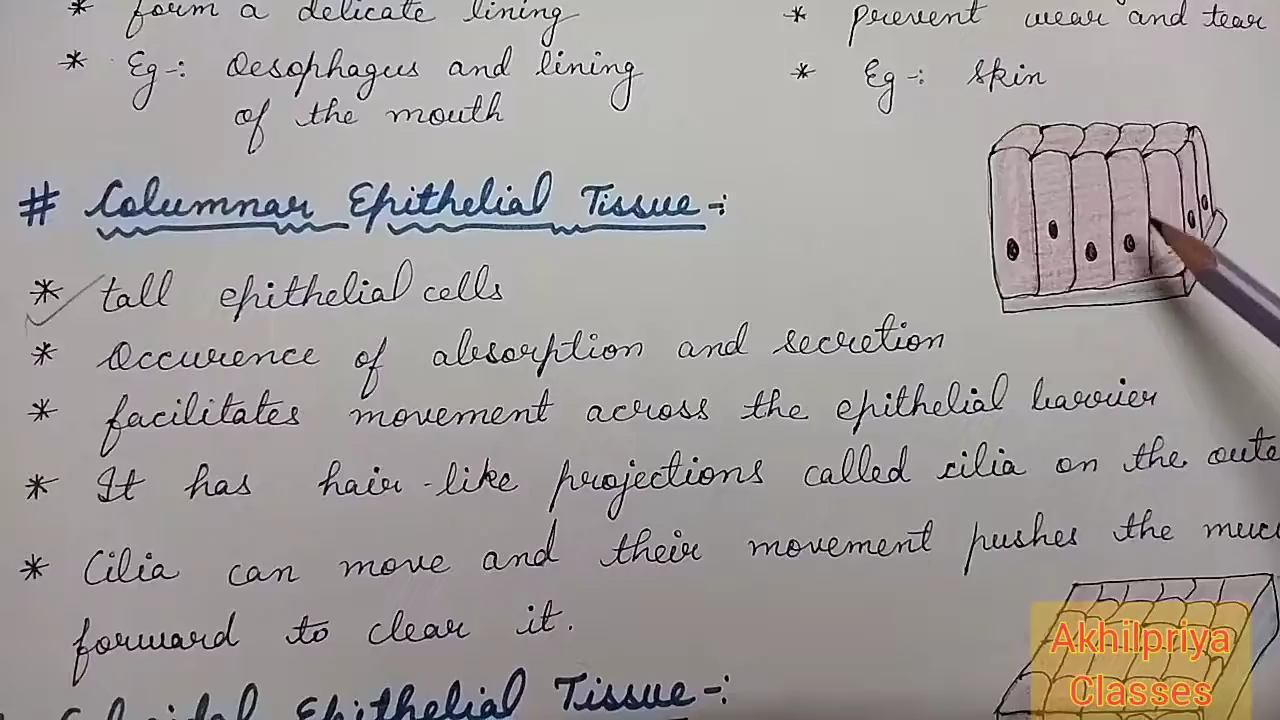 * form a delicate lining
* prevent wear and tear
* Eg-: Oesophagus and lining
of the mouth
* Eg-: skin
# Columnar Epithelial Tissue-:
* tall epithelial cells
* Occurence of absorption and secretion
* facilitates movement across the epithelial barrier
* It has hair-like projections called cilia on the oute
* Cilia can move and their movement pushes the muc
forward to clear it.
Epithelial Tissue-:
Akhilpriya
Classes